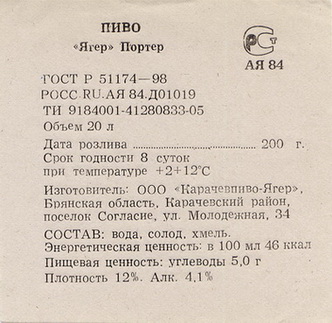 ПИВО
«Ягер» Портер
РСТ
АЯ 84
ГОСТ Р 51174—98
РОСС RU.АЯ 84.Д01019
ТИ 9184001-41280833-05
Объем 20 л
Дата розлива ........................ 200 г.
Срок годности 8 суток
при температуре +2+12°С
Изготовитель: ООО «Карачевпиво-Ягер»,
Брянская область, Карачевский район,
поселок Согласие, ул. Молодежная, 34
СОСТАВ: вода, солод, хмель.
Энергетическая ценность: в 100 мл 46 ккал
Пищевая ценность: углеводы 5,0 г
Плотность 12%. Алк. 4,1%